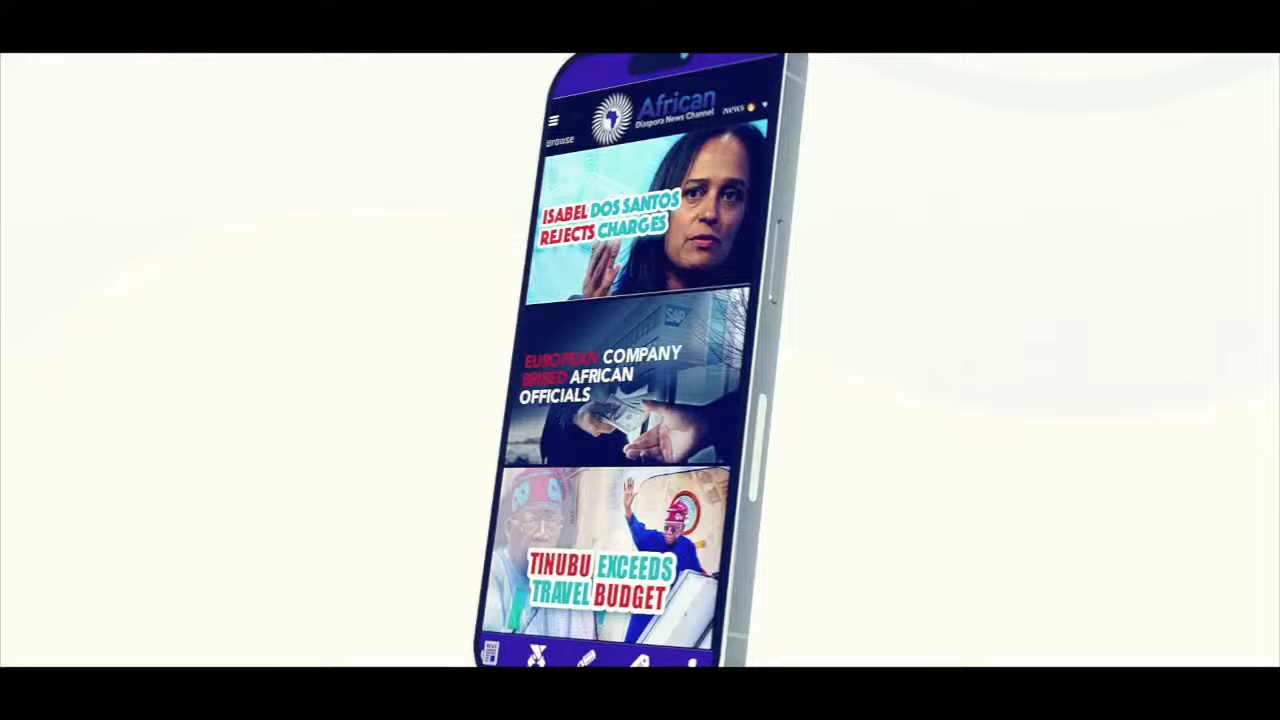 African
Diaspora News Channel
News
Browse
ISABEL DOS SANTOS
REJECTS CHARGES
SAP
EUROPEAN COMPANY
BRIBED AFRICAN
OFFICIALS
TINUBU EXCEEDS
TRAVEL BUDGET
NEWS